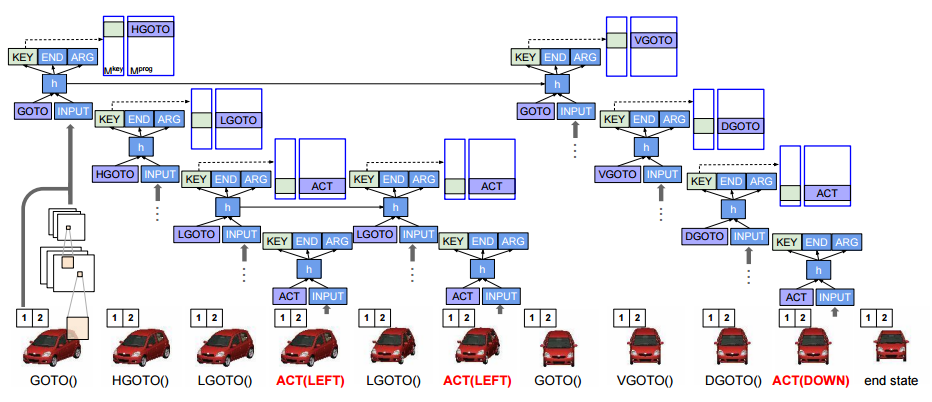 HGOTO
M^key M^prog
KEY END ARG
h
GOTO INPUT
VGOTO
KEY END ARG
h
GOTO INPUT
LGOTO
KEY END ARG
h
HGOTO INPUT
DGOTO
KEY END ARG
h
VGOTO INPUT
ACT
KEY END ARG
h
LGOTO INPUT
ACT
KEY END ARG
h
LGOTO INPUT
ACT
KEY END ARG
h
DGOTO INPUT
KEY END ARG
h
ACT INPUT
KEY END ARG
h
ACT INPUT
KEY END ARG
h
ACT INPUT
1 2
1 2
1 2
1 2
1 2
1 2
1 2
1 2
1 2
1 2
1 2
GOTO() HGOTO() LGOTO() ACT(LEFT) LGOTO() ACT(LEFT) GOTO() VGOTO() DGOTO() ACT(DOWN) end state